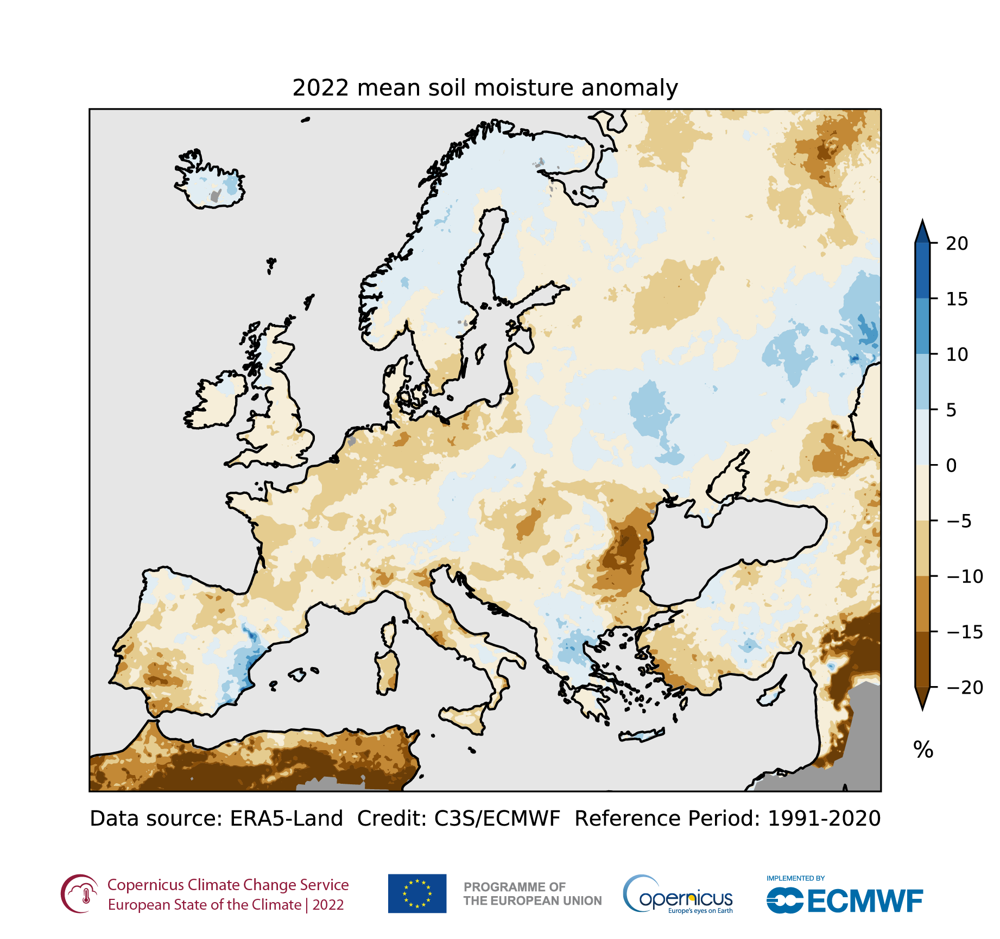 2022 mean soil moisture anomaly
20
15
10
5
0
−5
−10
−15
−20
%
Data source: ERA5-Land  Credit: C3S/ECMWF  Reference Period: 1991-2020
Copernicus Climate Change Service
European State of the Climate | 2022
PROGRAMME OF
THE EUROPEAN UNION
opernicus
Europe's eyes on Earth
IMPLEMENTED BY
ECMWF